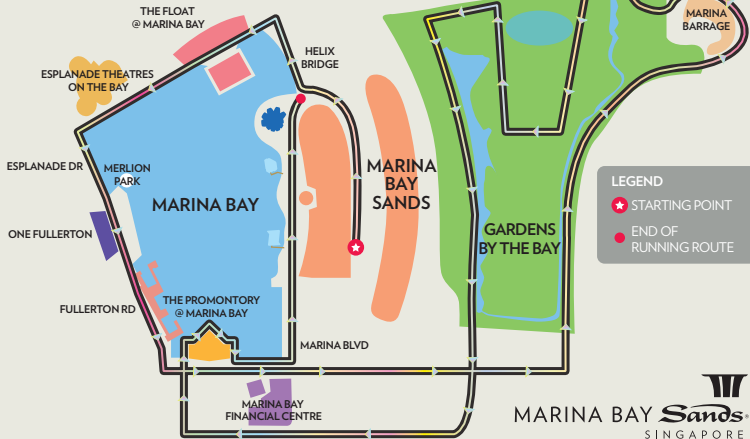 THE FLOAT
@ MARINA BAY
MARINA
BARRAGE
HELIX
BRIDGE
ESPLANADE THEATRES
ON THE BAY
ESPLANADE DR
MERLION
PARK
MARINA
BAY
SANDS
LEGEND
STARTING POINT
END OF
RUNNING ROUTE
MARINA BAY
ONE FULLERTON
GARDENS
BY THE BAY
FULLERTON RD
THE PROMONTORY
@ MARINA BAY
MARINA BLVD
MARINA BAY
FINANCIAL CENTRE
MARINA BAY Sands®
SINGAPORE